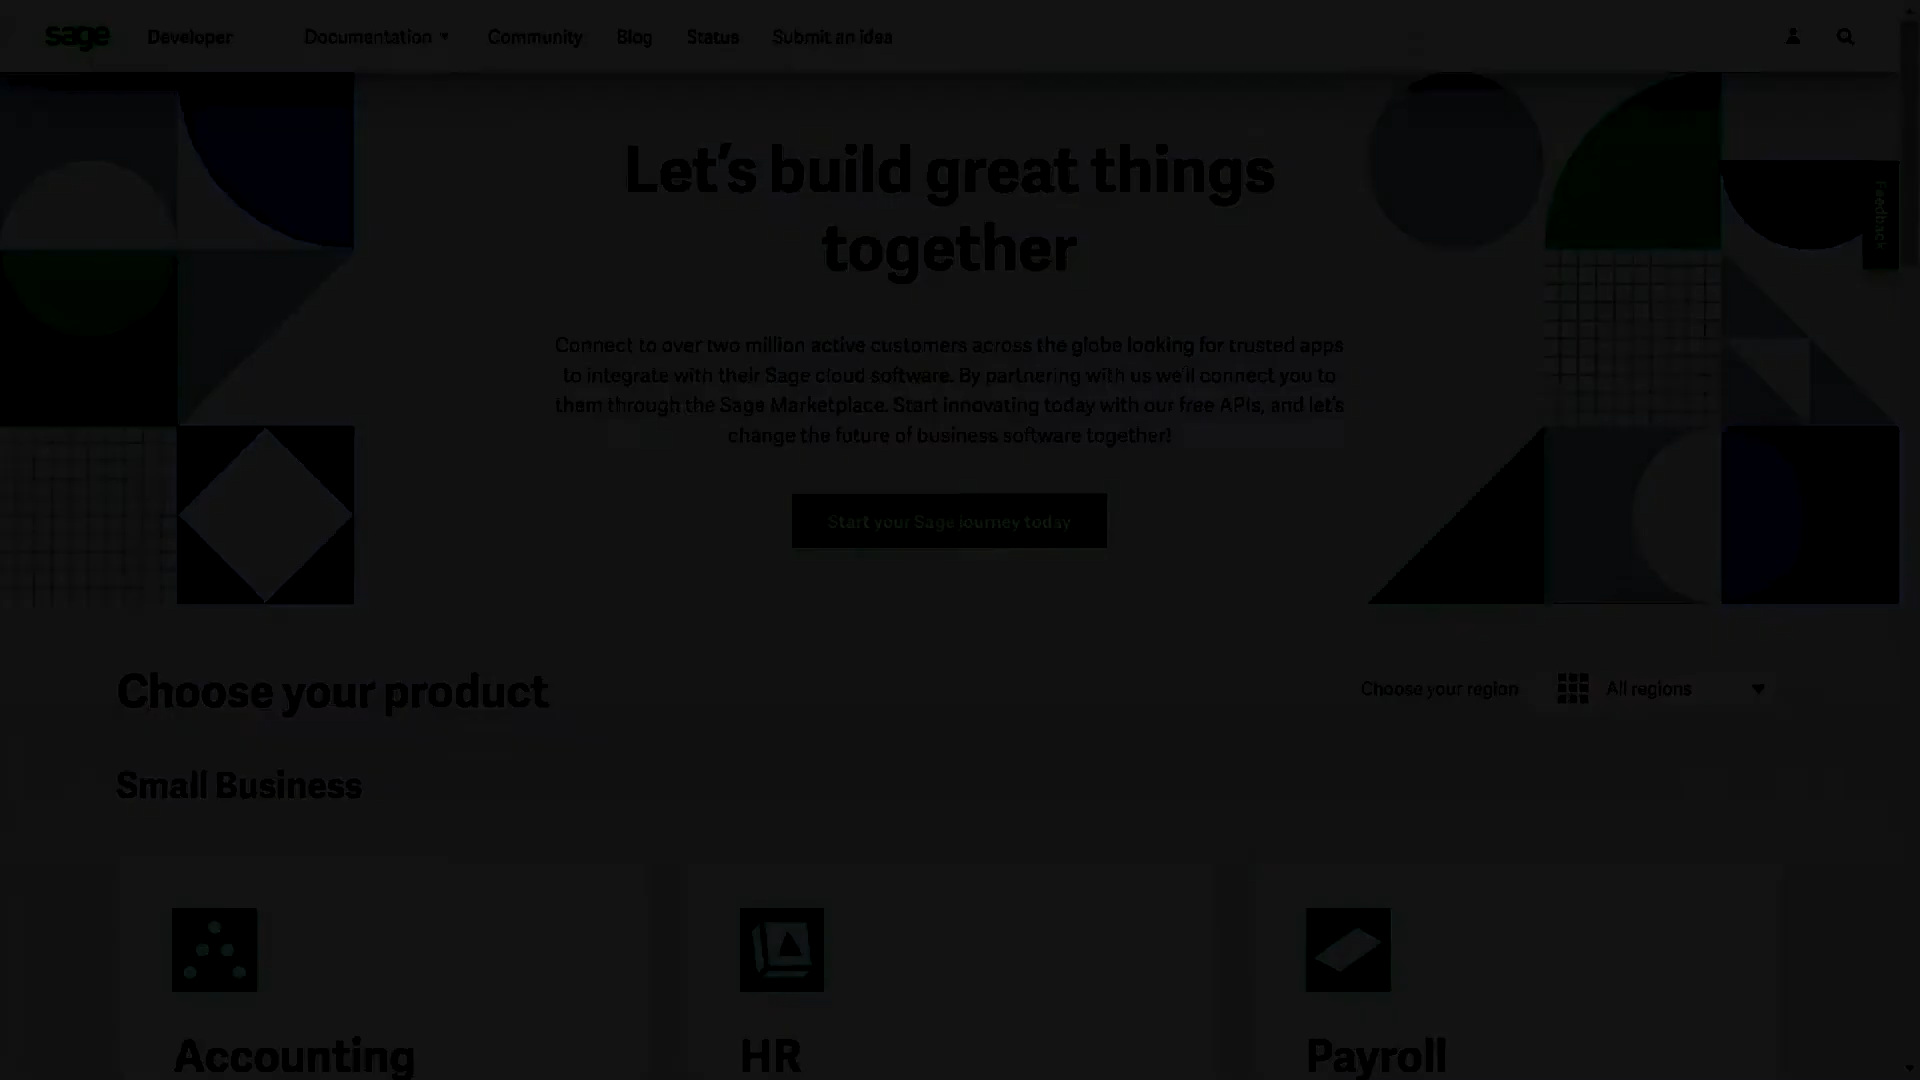 sage Developer Documentation Community Blog Status Submit an idea
Feedback
Let's build great things
together
Connect to over two million active customers across the globe looking for trusted apps
to integrate with their Sage cloud software. By partnering with us we'll connect you to
them through the Sage Marketplace. Start innovating today with our free APIs, and let's
change the future of business software together!
Start your Sage journey today
Choose your product
Choose your region All regions
Small Business
Accounting HR Payroll